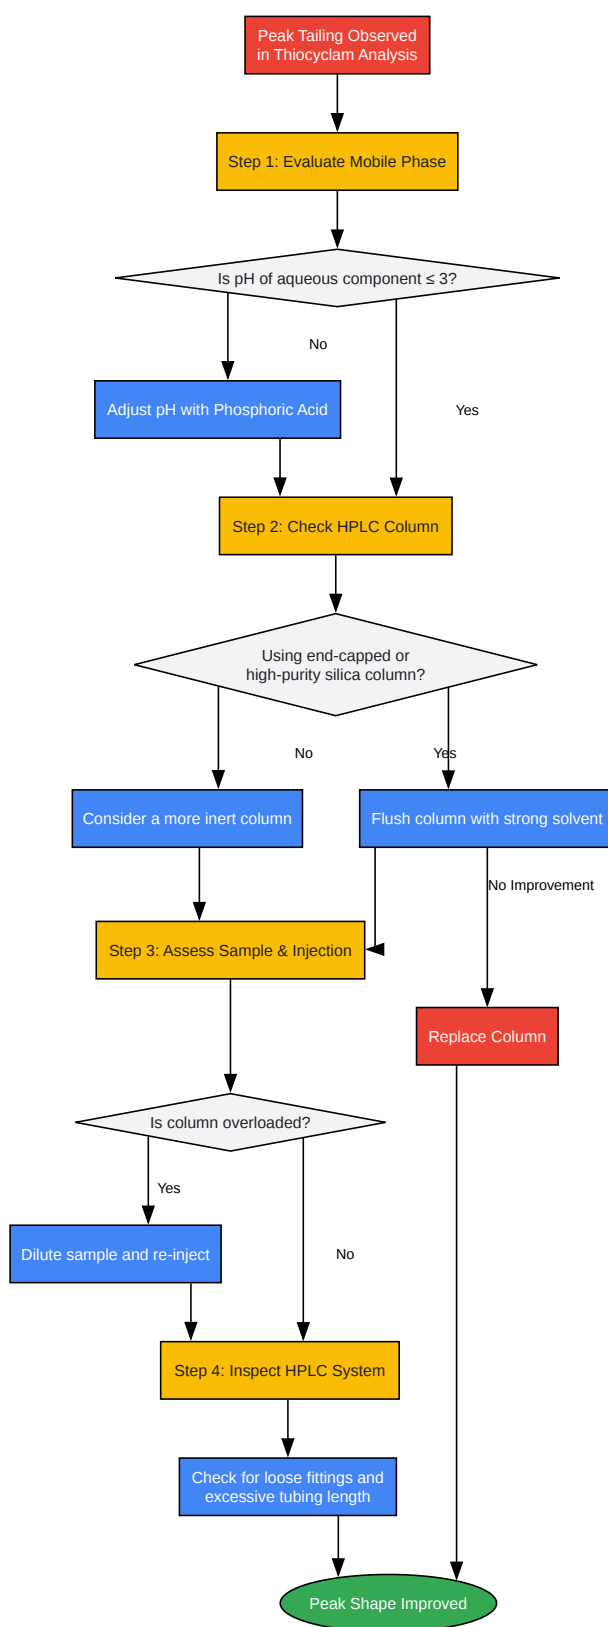 Peak Tailing Observed
in Thiocyclam Analysis
Step 1: Evaluate Mobile Phase
Is pH of aqueous component ≤ 3?
No
Adjust pH with Phosphoric Acid
Yes
Step 2: Check HPLC Column
Using end-capped or
high-purity silica column?
No
Yes
Consider a more inert column
Flush column with strong solvent
No Improvement
Step 3: Assess Sample & Injection
Replace Column
Is column overloaded?
Yes
Dilute sample and re-inject
No
Step 4: Inspect HPLC System
Check for loose fittings and
excessive tubing length
Peak Shape Improved